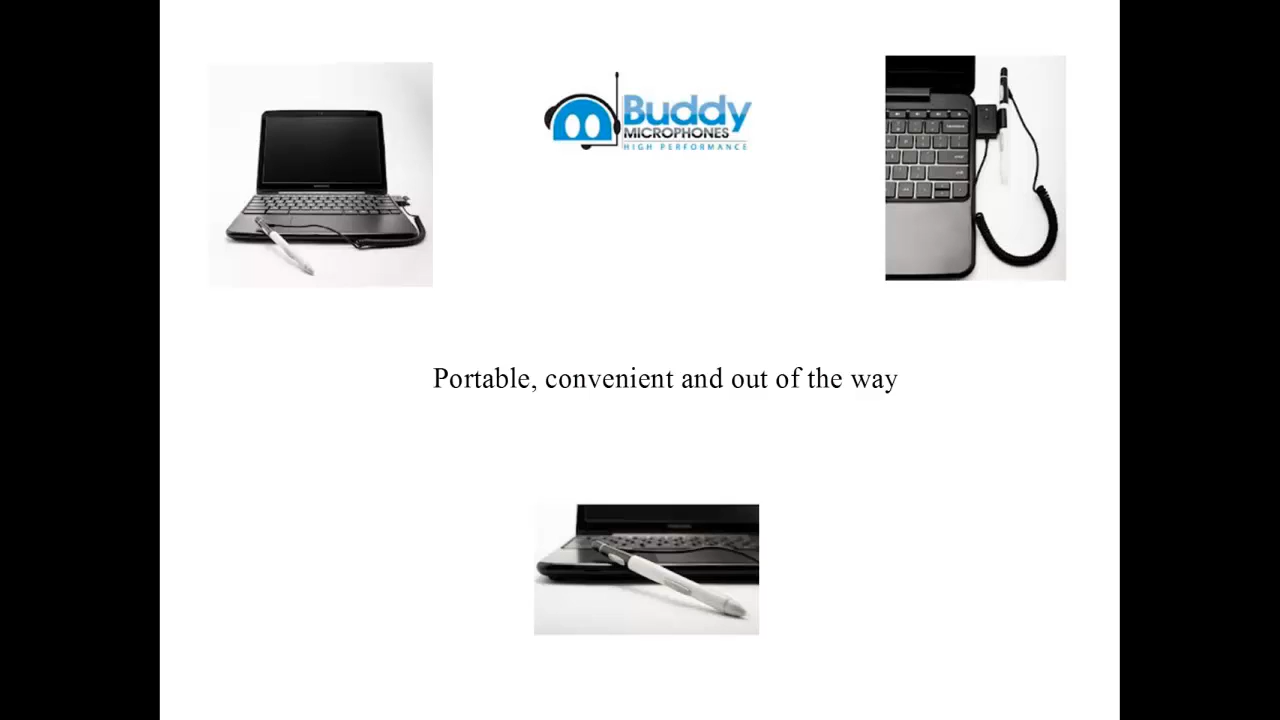 Buddy
MICROPHONES
HIGH PERFORMANCE
Portable, convenient and out of the way